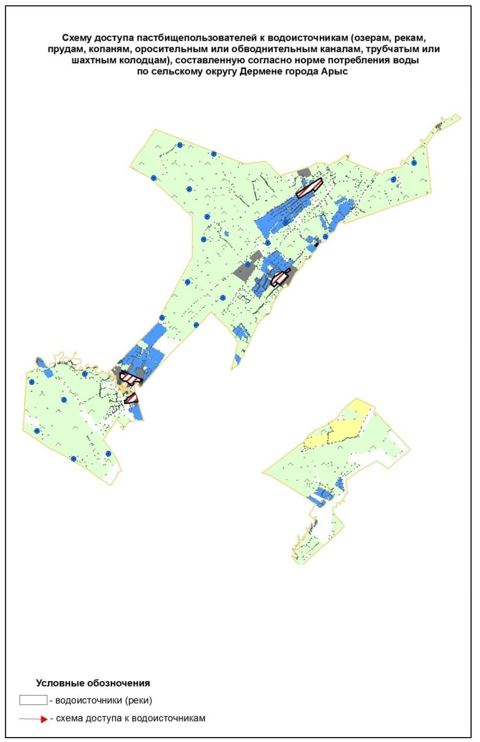 Схему доступа пастбищепользователей к водоисточникам (озерам, рекам,
прудам, копаням, оросительным или обводнительным каналам, трубчатым или
шахтным колодцам), составленную согласно норме потребления воды
по сельскому округу Дермене города Арыс
Условные обозначения
- водоисточники (реки)
- схема доступа к водоисточникам